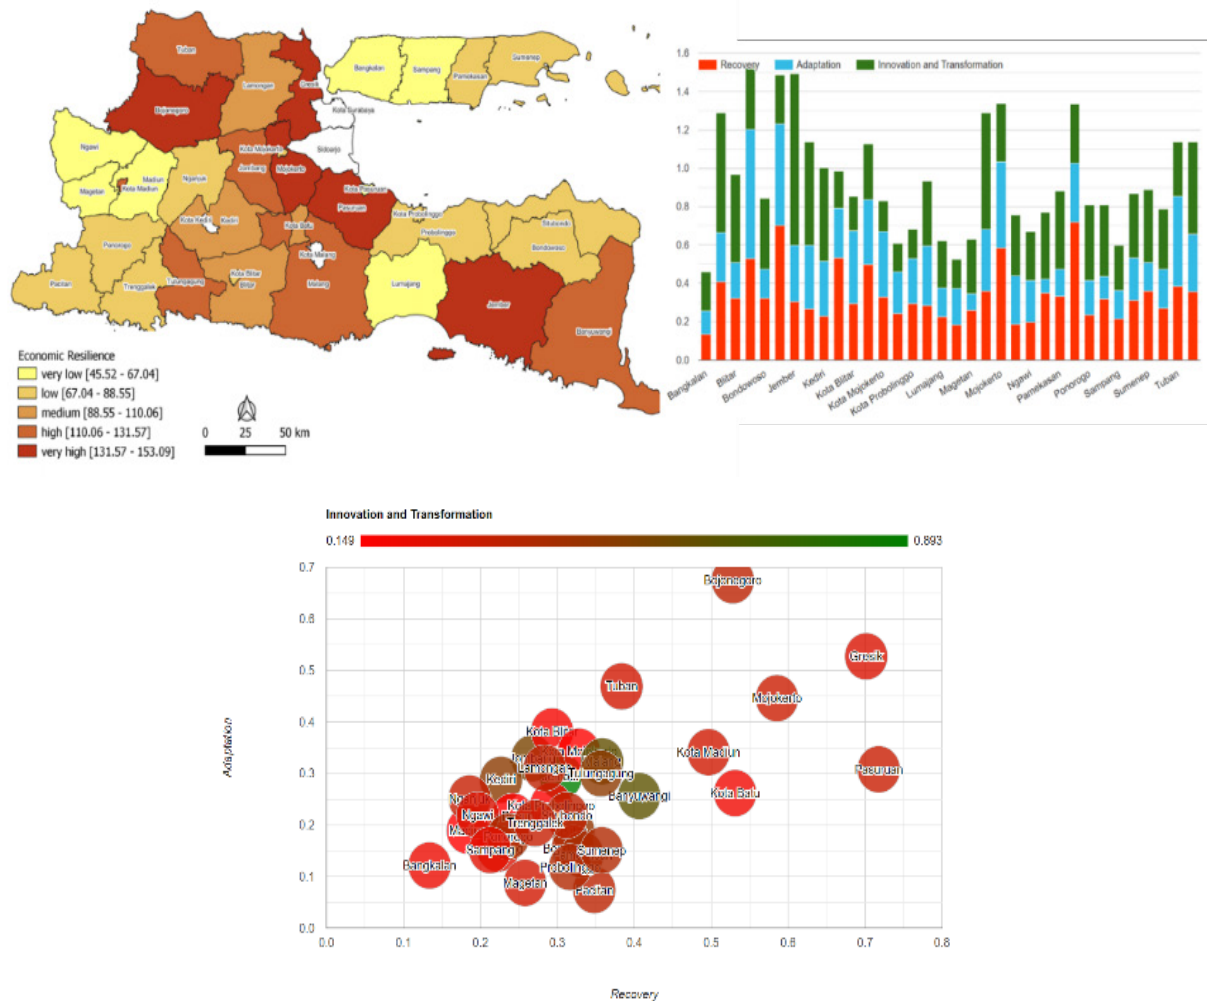 Tuban
Lamongan
Gresik
Bangkalan
Sampang
Pamekasan
Sumenep
Bojonegoro
Kota Surabaya
Sidoarjo
Ngawi
Magetan
Madiun
Kota Madiun
Nganjuk
Kota Mojokerto
Jombang
Mojokerto
Kota Pasuruan
Pasuruan
Kota Probolinggo
Probolinggo
Situbondo
Bondowoso
Ponorogo
Kota Kediri
Kediri
Kota Batu
Kota Malang
Malang
Pacitan
Trenggalek
Tulungagung
Kota Blitar
Blitar
Lumajang
Jember
Banyuwangi
Economic Resilience
very low [45.52 - 67.04]
low [67.04 - 88.55]
medium [88.55 - 110.06]
high [110.06 - 131.57]
very high [131.57 - 153.09]
0 25 50 km
Recovery Adaptation Innovation and Transformation
1.6
1.4
1.2
1.0
0.8
0.6
0.4
0.2
0.0
Bangkalan
Blitar
Bondowoso
Jember
Kediri
Kota Blitar
Kota Mojokerto
Kota Probolinggo
Lumajang
Magetan
Mojokerto
Ngawi
Pamekasan
Ponorogo
Sampang
Sumenep
Tuban
Innovation and Transformation
0.149 0.893
0.7
0.6
0.5
0.4
0.3
0.2
0.1
0.0
Adaptation
Bojonegoro
Gresik
Tuban
Mojokerto
Kota Madiun
Pasuruan
Kota Batu
Lamongan
Tulungagung
Kediri
Banyuwangi
Ngawi
Trenggalek
Sampang
Sumenep
Bangkalan
Magetan
Pacitan
0.0 0.1 0.2 0.3 0.4 0.5 0.6 0.7 0.8
Recovery